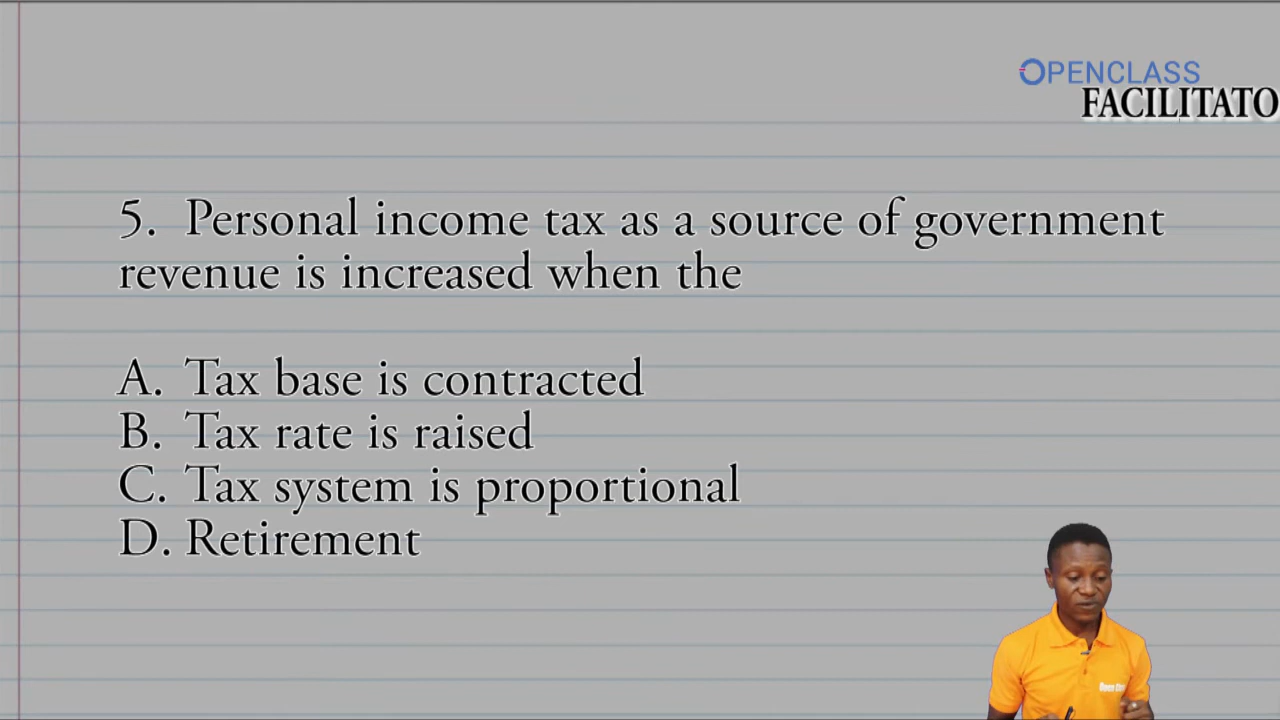 OPENCLASS
FACILITATO
5. Personal income tax as a source of government
revenue is increased when the
A. Tax base is contracted
B. Tax rate is raised
C. Tax system is proportional
D. Retirement